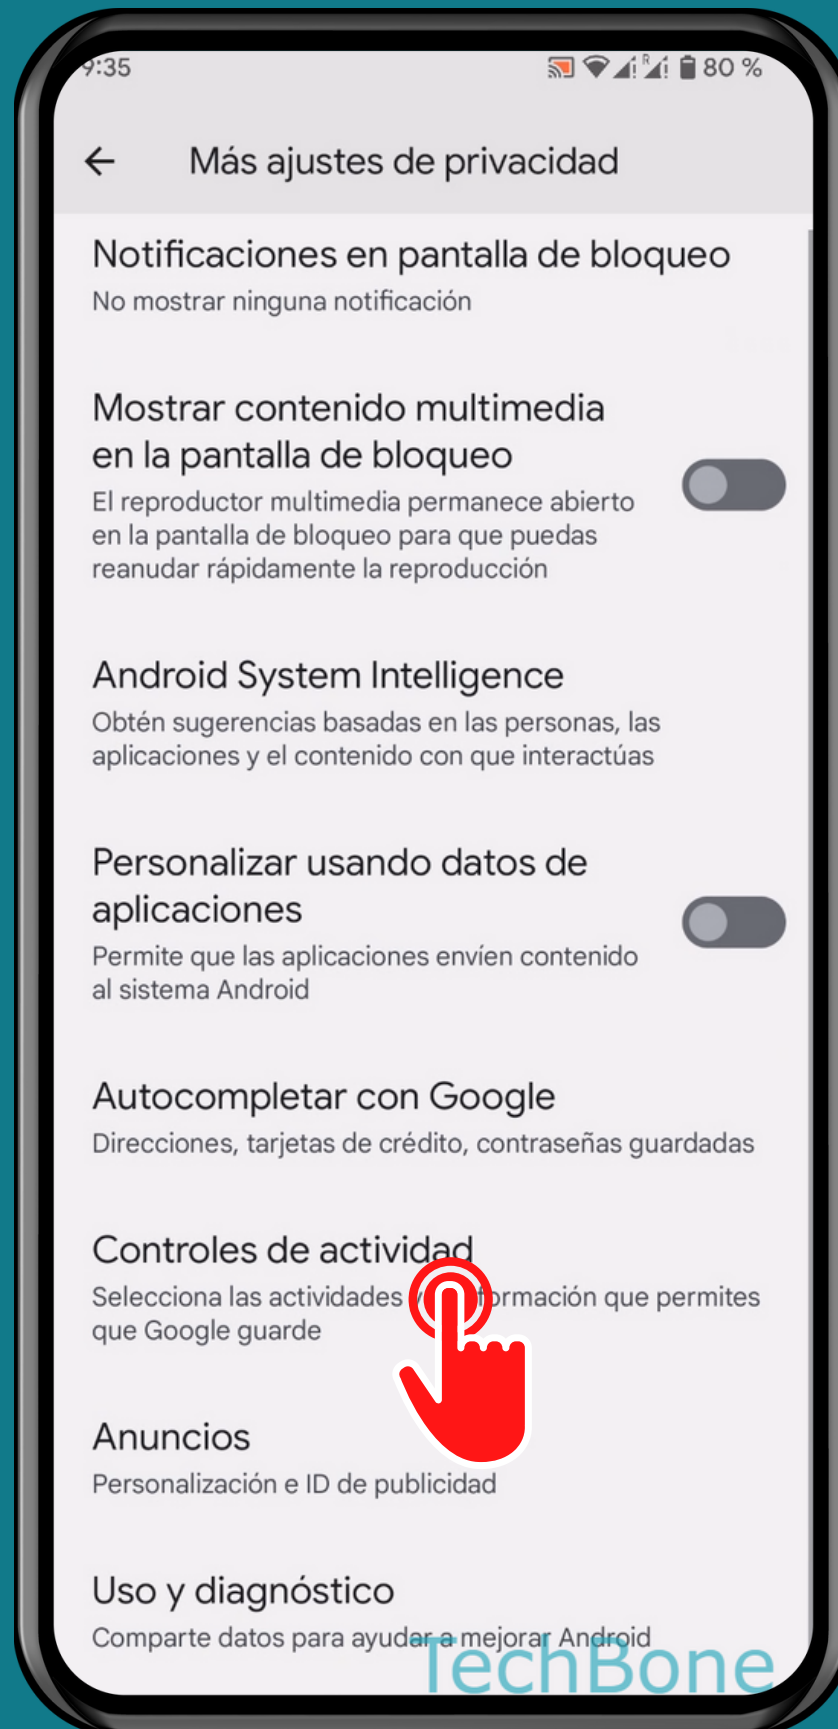 9:35
R
80 %
Más ajustes de privacidad
Notificaciones en pantalla de bloqueo
No mostrar ninguna notificación
Mostrar contenido multimedia
en la pantalla de bloqueo
El reproductor multimedia permanece abierto
en la pantalla de bloqueo para que puedas
reanudar rápidamente la reproducción
Android System Intelligence
Obtén sugerencias basadas en las personas, las
aplicaciones y el contenido con que interactúas
Personalizar usando datos de
aplicaciones
Permite que las aplicaciones envíen contenido
al sistema Android
Autocompletar con Google
Direcciones, tarjetas de crédito, contraseñas guardadas
Controles de actividad
Selecciona las actividades que permites
que Google guarde
Anuncios
Personalización e ID de publicidad
Uso y diagnóstico
Comparte datos para ayudar a mejorar Android
TechBone